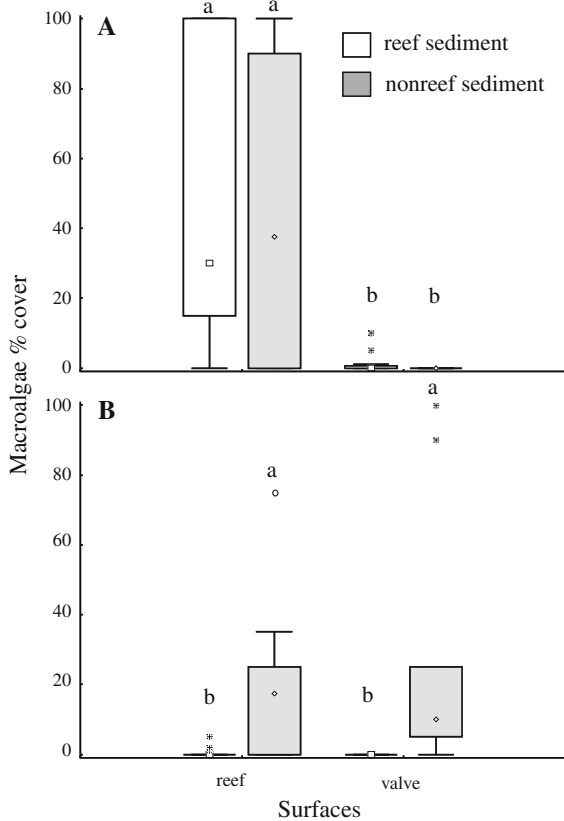 A
a a
reef sediment
nonreef sediment
100
80
60
40
20
0
b b
Macroalgae % cover
B
a
100
80
60
40
20
0
a
b b
reef valve
Surfaces